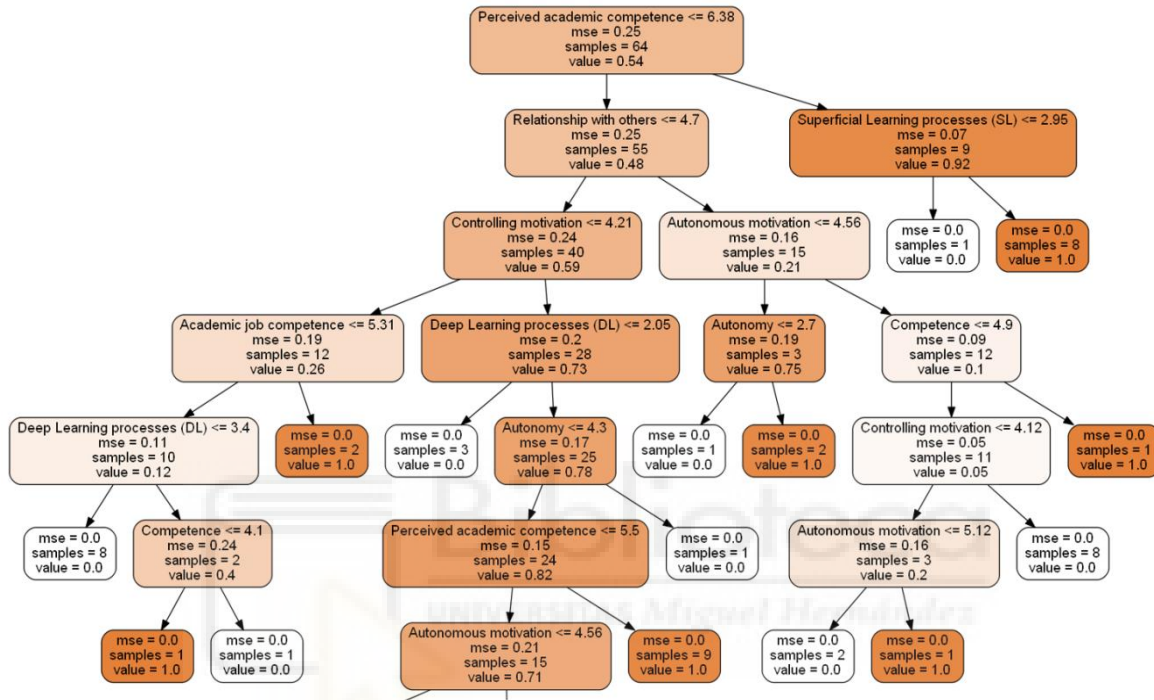 Perceived academic competence <= 6.38
mse = 0.25
samples = 64
value = 0.54
Relationship with others <= 4.7
mse = 0.25
samples = 55
value = 0.48
Superficial Learning processes (SL) <= 2.95
mse = 0.07
samples = 9
value = 0.92
Controlling motivation <= 4.21
mse = 0.24
samples = 40
value = 0.59
Autonomous motivation <= 4.56
mse = 0.16
samples = 15
value = 0.21
mse = 0.0
samples = 1
value = 0.0
mse = 0.0
samples = 8
value = 1.0
Academic job competence <= 5.31
mse = 0.19
samples = 12
value = 0.26
Deep Learning processes (DL) <= 2.05
mse = 0.2
samples = 28
value = 0.73
Autonomy <= 2.7
mse = 0.19
samples = 3
value = 0.75
Competence <= 4.9
mse = 0.09
samples = 12
value = 0.1
Deep Learning processes (DL) <= 3.4
mse = 0.11
samples = 10
value = 0.12
mse = 0.0
samples = 2
value = 1.0
mse = 0.0
samples = 3
value = 0.0
Autonomy <= 4.3
mse = 0.17
samples = 25
value = 0.78
mse = 0.0
samples = 1
value = 0.0
mse = 0.0
samples = 2
value = 1.0
Controlling motivation <= 4.12
mse = 0.05
samples = 11
value = 0.05
mse = 0.0
samples = 1
value = 1.0
mse = 0.0
samples = 8
value = 0.0
Competence <= 4.1
mse = 0.24
samples = 2
value = 0.4
Perceived academic competence <= 5.5
mse = 0.15
samples = 24
value = 0.82
mse = 0.0
samples = 1
value = 0.0
Autonomous motivation <= 5.12
mse = 0.16
samples = 3
value = 0.2
mse = 0.0
samples = 8
value = 0.0
Biblioteca
UNIVERSITAS Miguel Hernández
mse = 0.0
samples = 1
value = 1.0
mse = 0.0
samples = 1
value = 0.0
Autonomous motivation <= 4.56
mse = 0.21
samples = 15
value = 0.71
mse = 0.0
samples = 9
value = 1.0
mse = 0.0
samples = 2
value = 0.0
mse = 0.0
samples = 1
value = 1.0